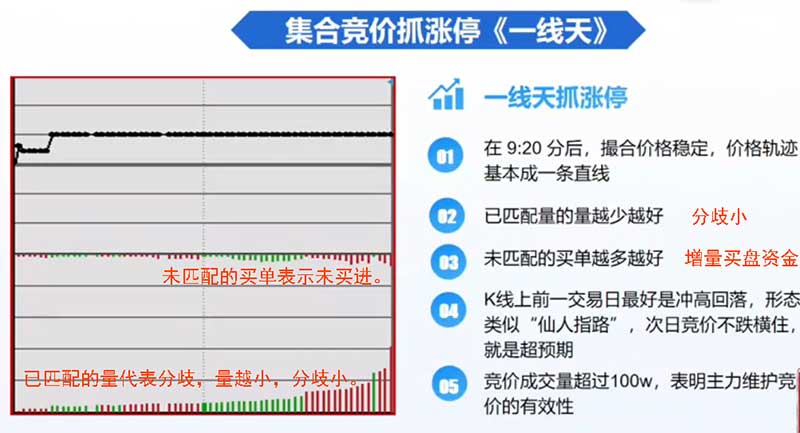 集合竞价抓涨停《一线天》
一线天抓涨停
01
在 9:20 分后，撮合价格稳定，价格轨迹
基本成一条直线
02
已匹配量的量越少越好 分歧小
03
未匹配的买单越多越好 增量买盘资金
04
K线上前一交易日最好是冲高回落，形态
类似“仙人指路”，次日竞价不跌横住，
就是超预期
05
竞价成交量超过100w，表明主力维护竞
价的有效性
未匹配的买单表示未买进。
已匹配的量代表分歧，量越小，分歧小。